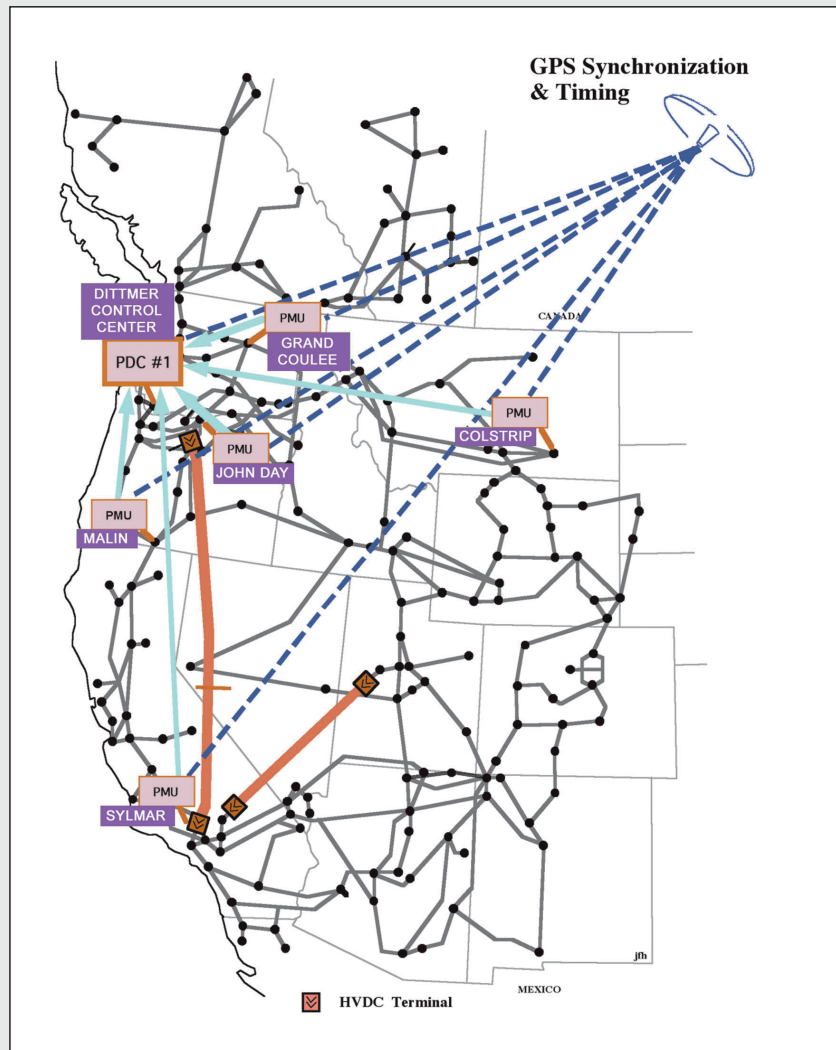 GPS Synchronization
& Timing
DITTMER
CONTROL
CENTER
PDC #1
PMU
GRAND
COULEE
CANADA
PMU
COLSTRIP
PMU
JOHN DAY
PMU
MALIN
PMU
SYLMAR
jfh
MEXICO
HVDC Terminal